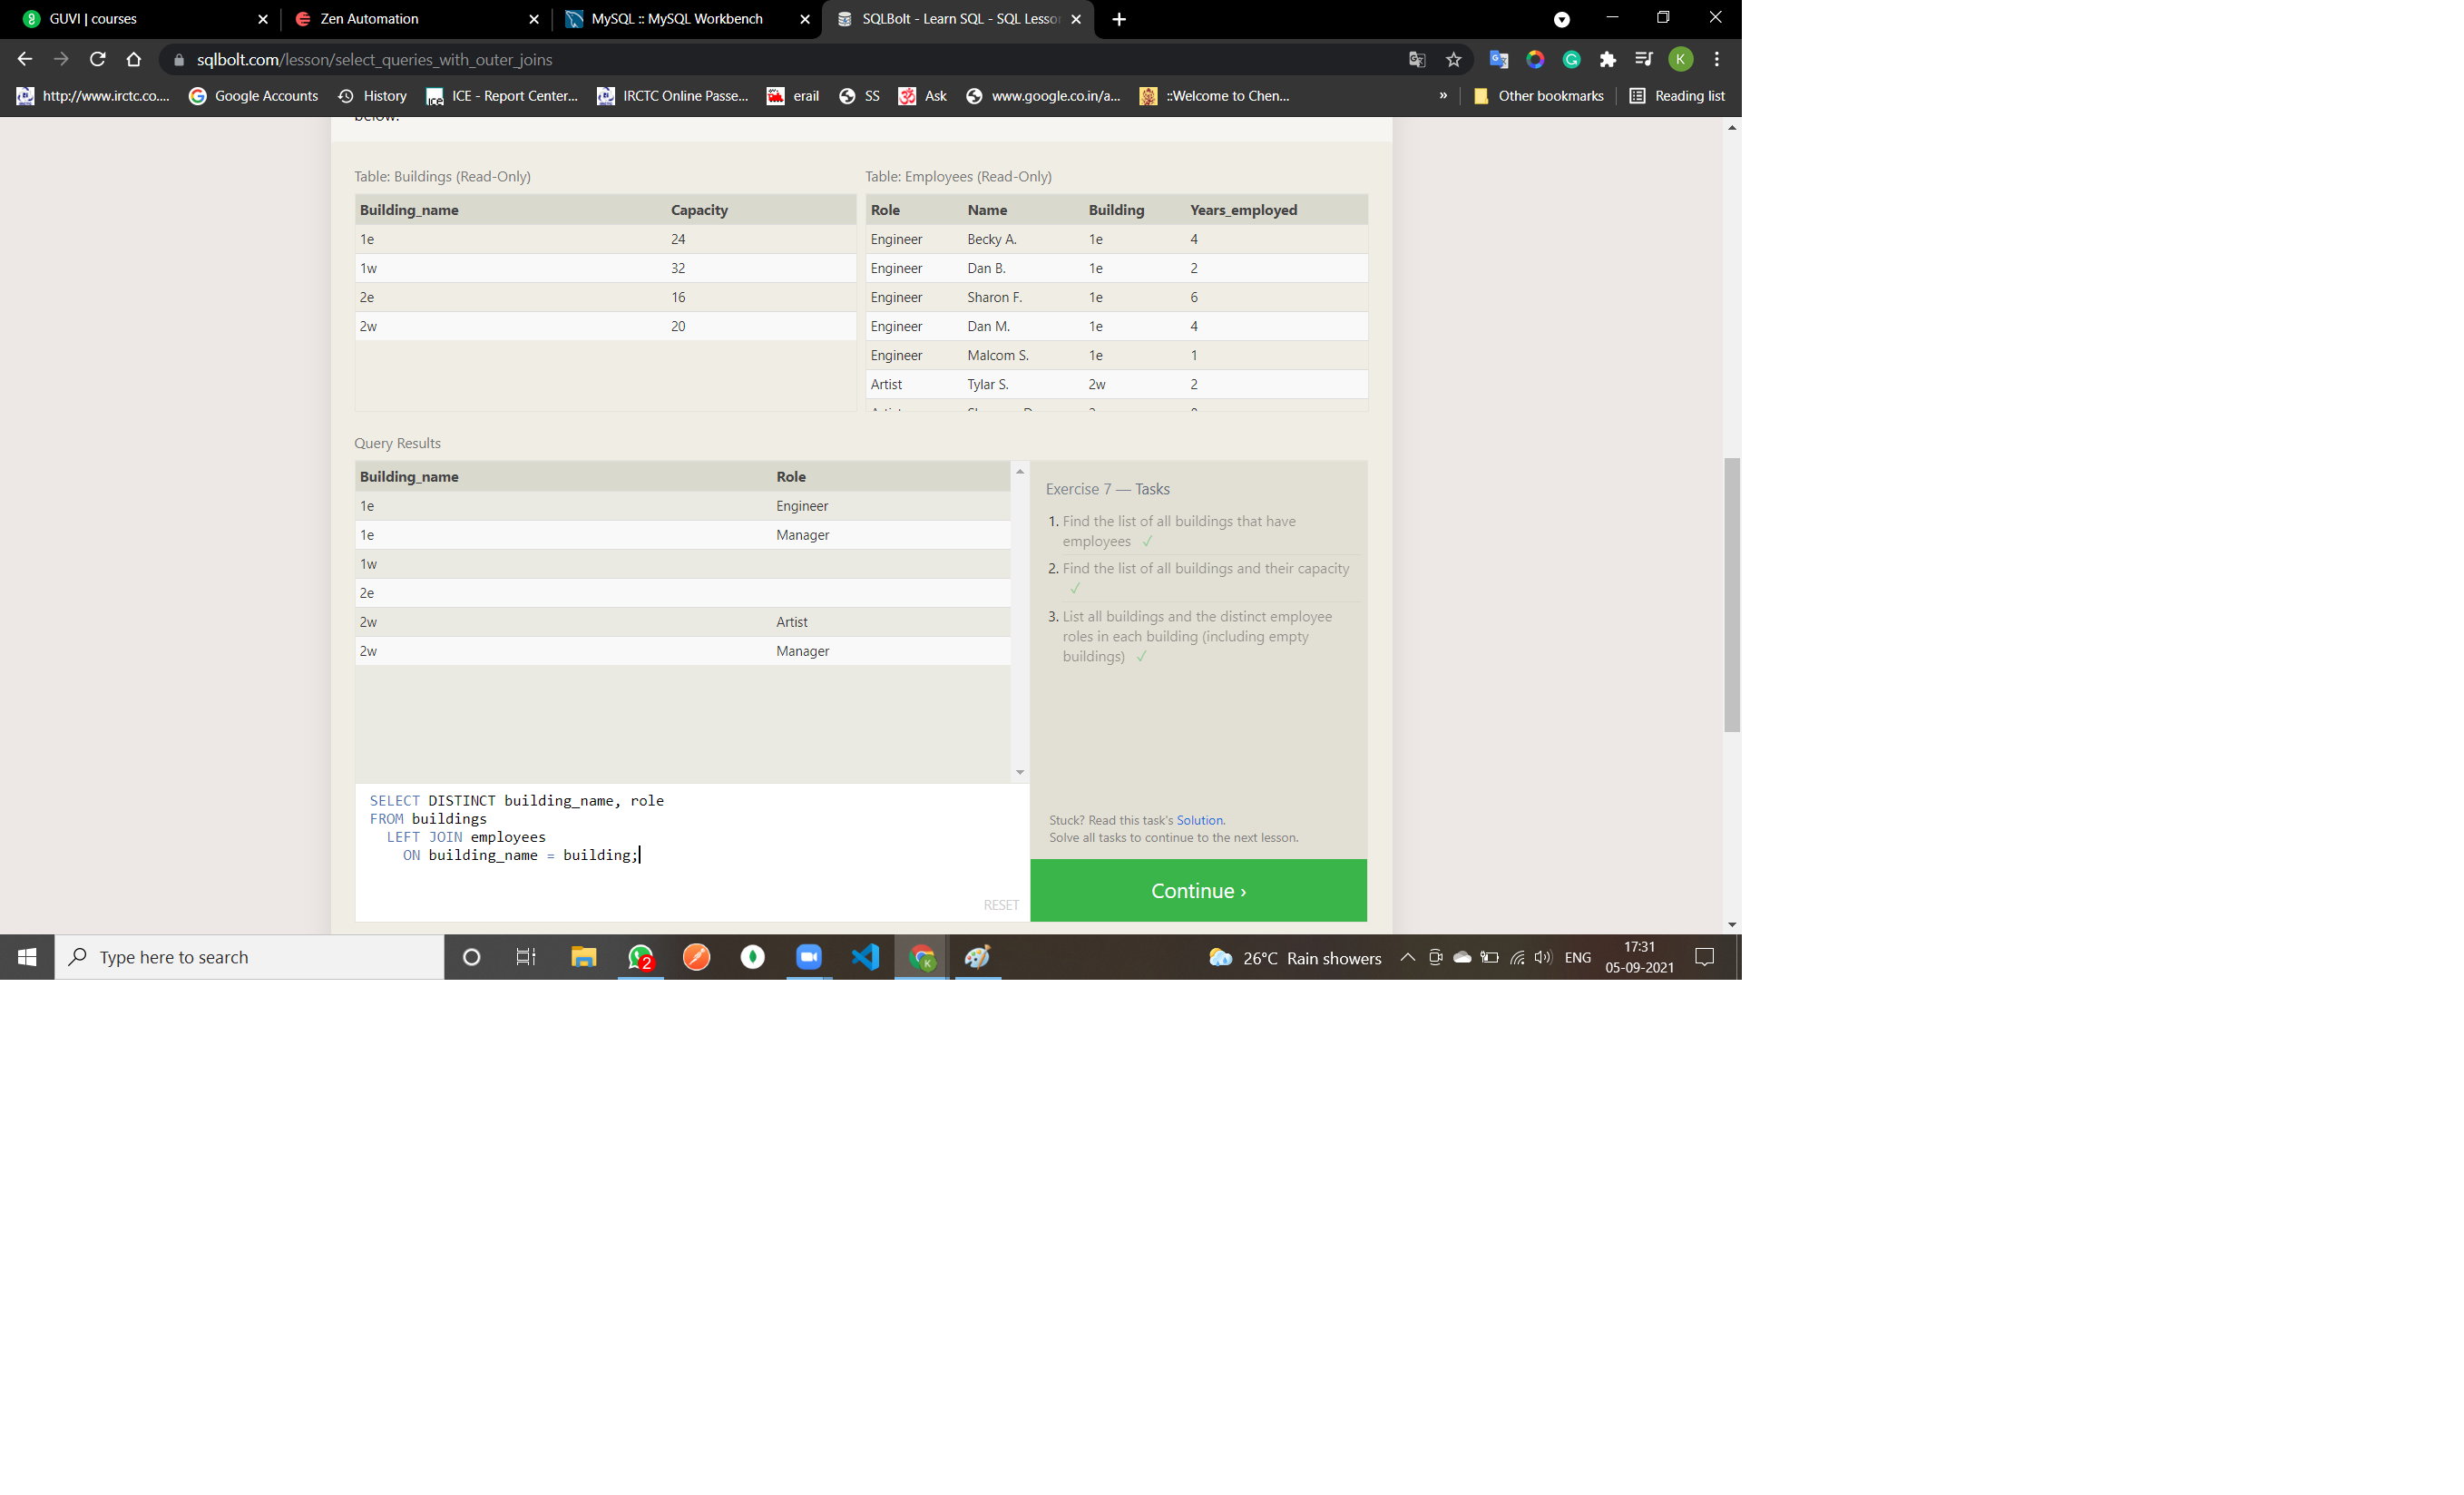 GUVI | courses
Zen Automation
MySQL :: MySQL Workbench
SQLBolt - Learn SQL - SQL Lesso
sqlbolt.com/lesson/select_queries_with_outer_joins
K
http://www.irctc.co....
Google Accounts
History
ICE - Report Center...
IRCTC Online Passe...
erail
SS
Ask
www.google.co.in/a...
::Welcome to Chen...
»
Other bookmarks
Reading list
below.
Table: Buildings (Read-Only)
Building_name Capacity
1e 24
1w 32
2e 16
2w 20
Table: Employees (Read-Only)
Role Name Building Years_employed
Engineer Becky A. 1e 4
Engineer Dan B. 1e 2
Engineer Sharon F. 1e 6
Engineer Dan M. 1e 4
Engineer Malcom S. 1e 1
Artist Tylar S. 2w 2
Query Results
Building_name Role
1e Engineer
1e Manager
1w
2e
2w Artist
2w Manager
SELECT DISTINCT building_name, role
FROM buildings
LEFT JOIN employees
ON building_name = building;
RESET
Exercise 7 — Tasks
1. Find the list of all buildings that have
employees ✓
2. Find the list of all buildings and their capacity
✓
3. List all buildings and the distinct employee
roles in each building (including empty
buildings) ✓
Stuck? Read this task's Solution.
Solve all tasks to continue to the next lesson.
Continue ›
Type here to search
2
K
26°C Rain showers
ENG
17:31
05-09-2021